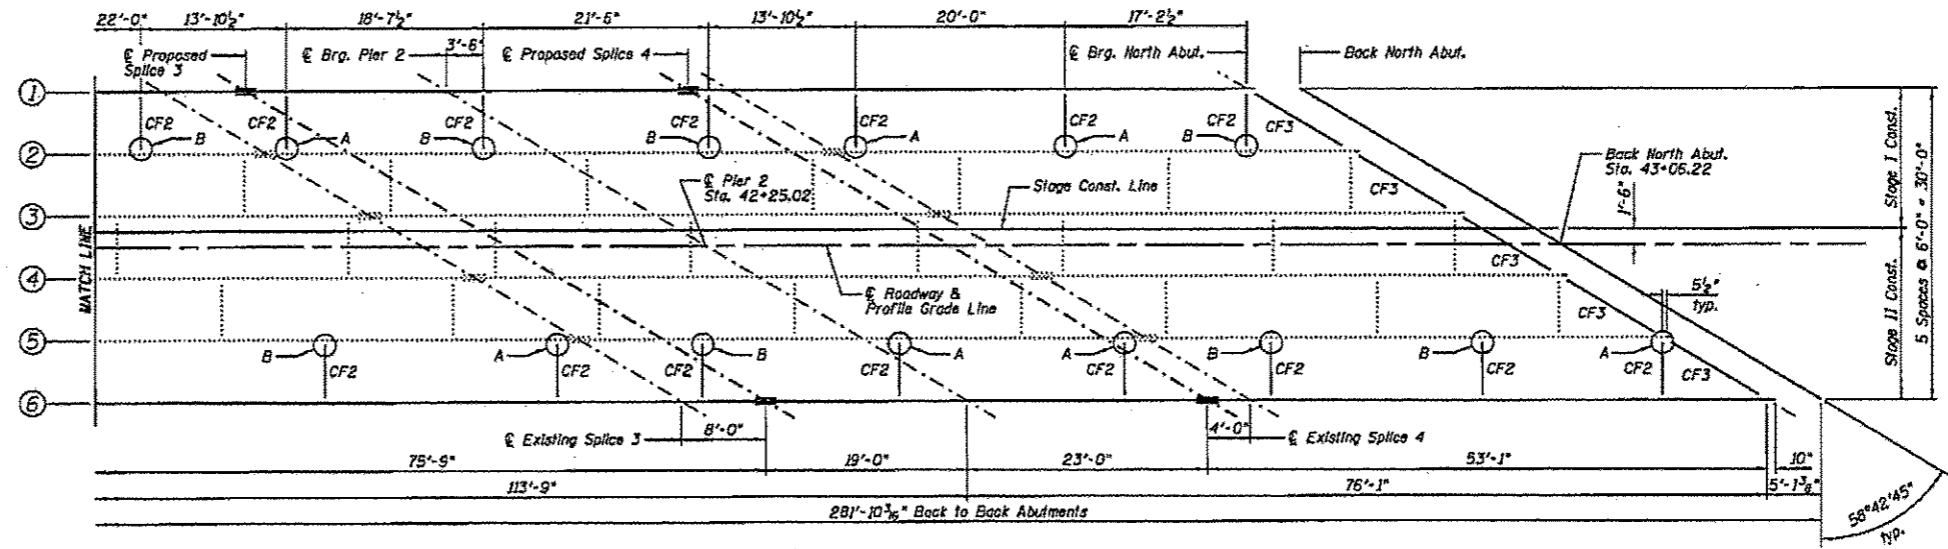 22'-0" 13'-10½" 18'-7½" 21'-6" 13'-10½" 20'-0" 17'-2½"
℄ Proposed
Splice 3
℄ Brg. Pier 2
3'-6"
℄ Proposed Splice 4
℄ Brg. North Abut.
Back North Abut.
1
CF2 CF2 CF2 CF2 CF2 CF2 CF2 CF3
B A B B A A B
2
℄ Pier 2
Sta. 42+25.02
Stage Const. Line
CF3
Back North Abut.
Sta. 43+06.22
1'-6"
3
Stage I Const.
5 Spaces @ 6'-0" = 30'-0"
MATCH LINE
CF3
4
℄ Roadway &
Profile Grade Line
CF3
5½"
typ.
Stage II Const.
5
B A B A A B B A
CF2 CF2 CF2 CF2 CF2 CF2 CF2 CF2 CF3
6
℄ Existing Splice 3
8'-0"
4'-0"
℄ Existing Splice 4
75'-9" 19'-0" 23'-0" 53'-1" 10"
113'-9" 76'-1" 5'-1⅜"
281'-10 3/16" Back to Back Abutments
58°42'45"
typ.